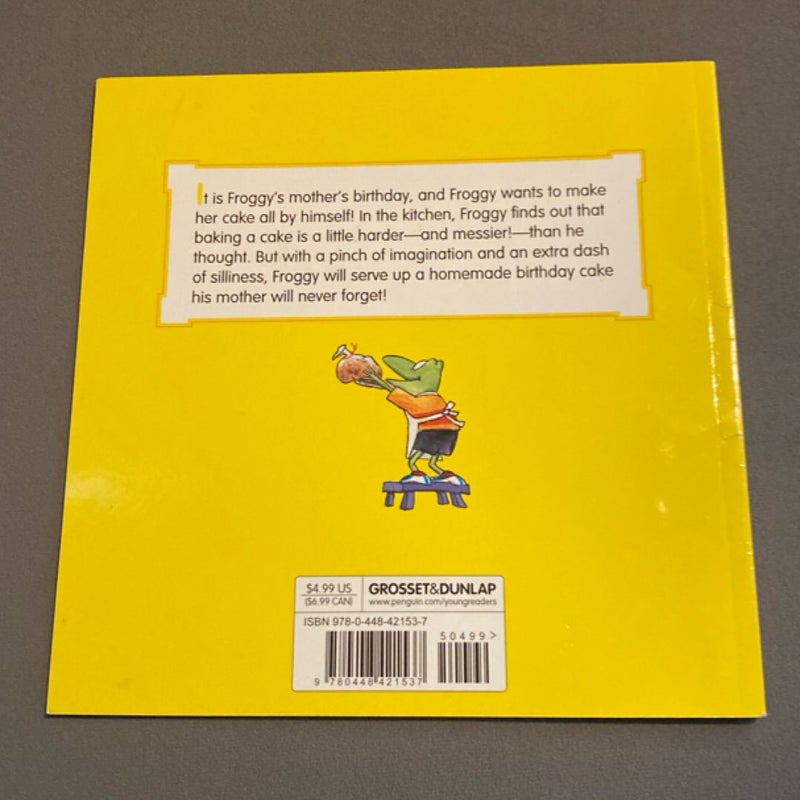 It is Froggy's mother's birthday, and Froggy wants to make
her cake all by himself! In the kitchen, Froggy finds out that
baking a cake is a little harder—and messier!—than he
thought. But with a pinch of imagination and an extra dash
of silliness, Froggy will serve up a homemade birthday cake
his mother will never forget!
$4.99 US
($6.99 CAN)
GROSSET&DUNLAP
www.penguin.com/youngreaders
ISBN 978-0-448-42153-7
50499>
9 780448 421537